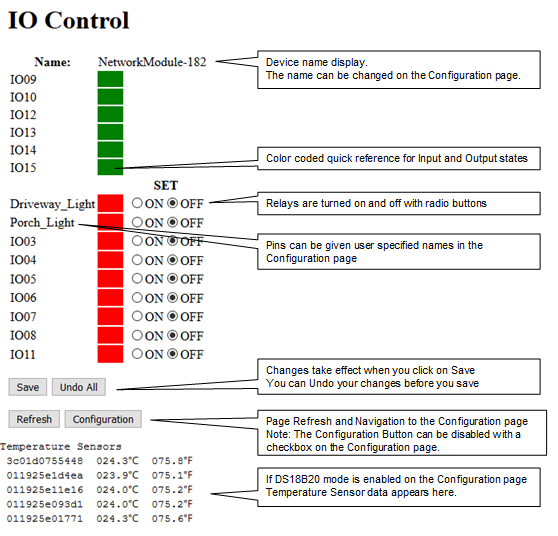 IO Control
Name: NetworkModule-182
Device name display.
The name can be changed on the Configuration page.
IO09
IO10
IO12
IO13
IO14
IO15
Color coded quick reference for Input and Output states
SET
Driveway_Light ON OFF
Relays are turned on and off with radio buttons
Porch_Light ON OFF
Pins can be given user specified names in the
Configuration page
IO03 ON OFF
IO04 ON OFF
IO05 ON OFF
IO06 ON OFF
IO07 ON OFF
IO08 ON OFF
IO11 ON OFF
Save Undo All
Changes take effect when you click on Save
You can Undo your changes before you save
Refresh Configuration
Page Refresh and Navigation to the Configuration page
Note: The Configuration Button can be disabled with a
checkbox on the Configuration page.
Temperature Sensors
3c01d0755448 024.3°C 075.8°F
011925e1d4ea 023.9°C 075.1°F
011925e11e16 024.0°C 075.2°F
011925e093d1 024.0°C 075.2°F
011925e01771 024.3°C 075.6°F
If DS18B20 mode is enabled on the Configuration page
Temperature Sensor data appears here.